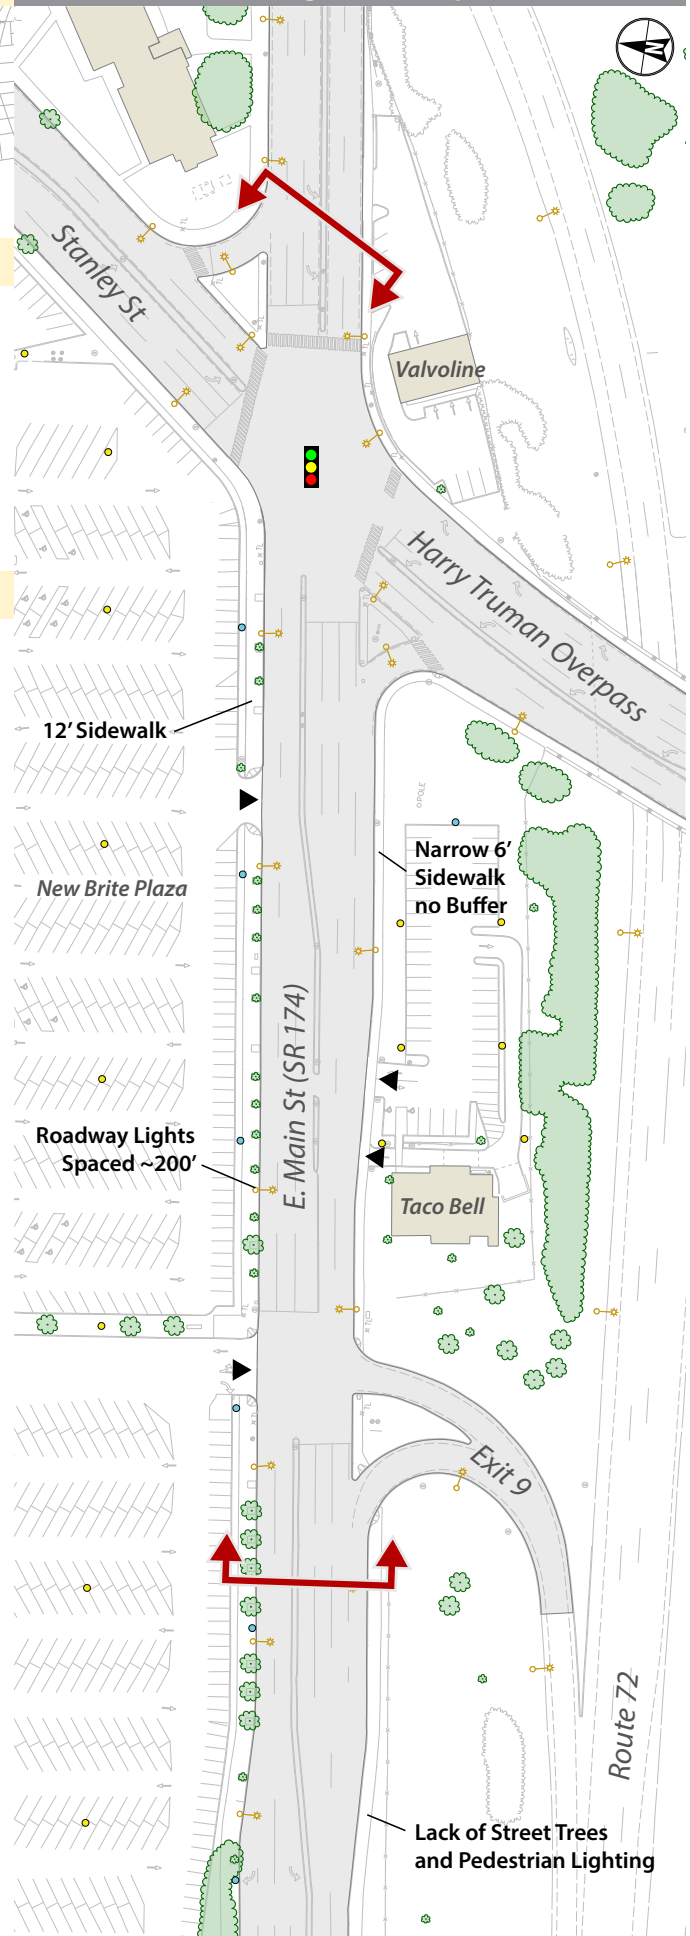 N
Stanley St
Valvoline
Harry Truman Overpass
12’ Sidewalk
POLE
Narrow 6’
Sidewalk
no Buffer
New Brite Plaza
E. Main St (SR 174)
Roadway Lights
Spaced ~200’
Taco Bell
Exit 9
Route 72
Lack of Street Trees
and Pedestrian Lighting